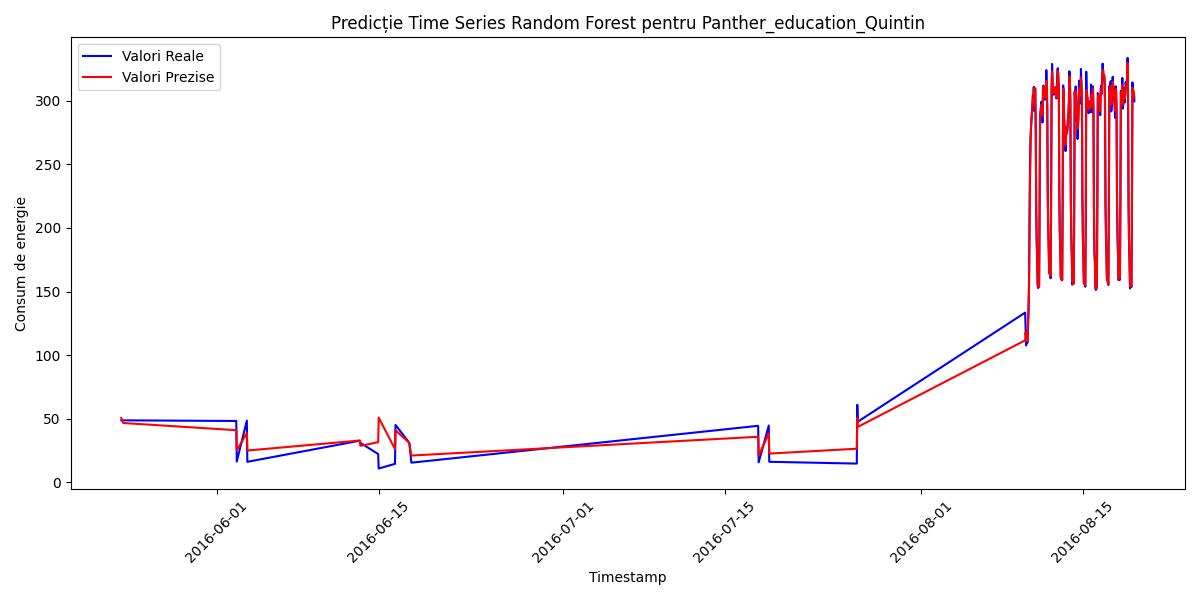 Predicție Time Series Random Forest pentru Panther_education_Quintin
Valori Reale
Valori Prezise
Consum de energie
300
250
200
150
100
50
0
2016-06-01
2016-06-15
2016-07-01
2016-07-15
2016-08-01
2016-08-15
Timestamp